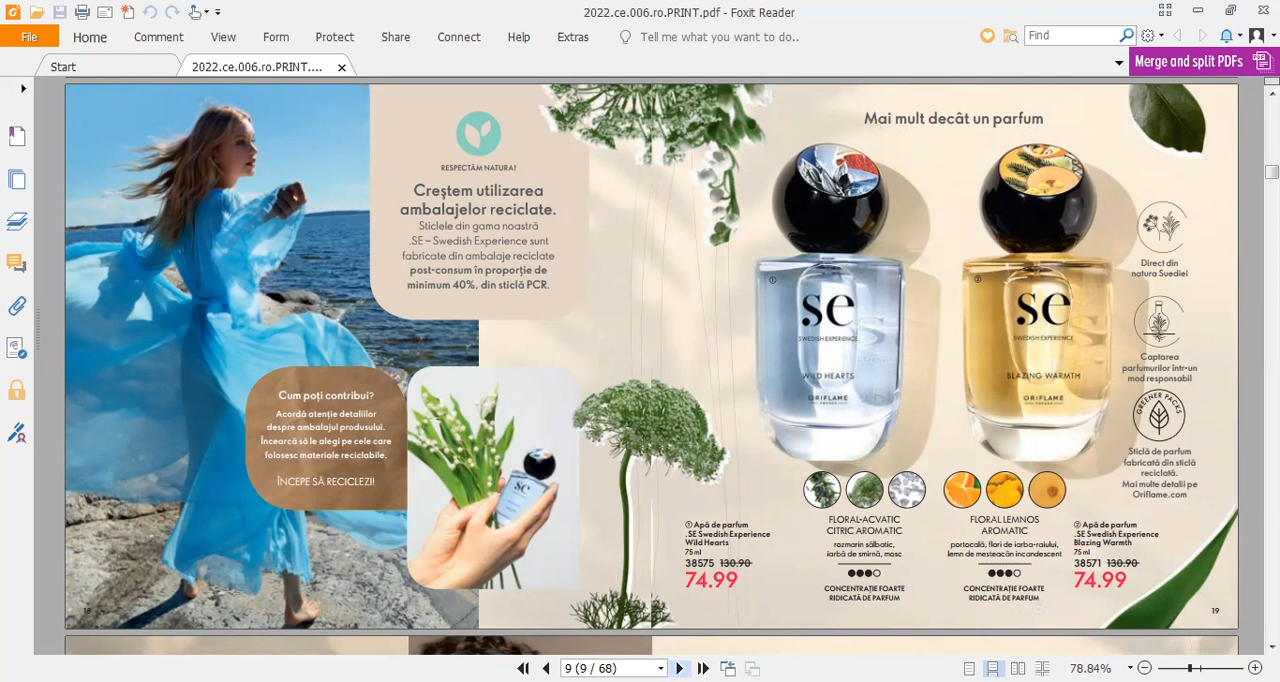 2022.ce.006.ro.PRINT.pdf - Foxit Reader
File
Home
Comment
View
Form
Protect
Share
Connect
Help
Extras
Tell me what you want to do..
Find
Start
2022.ce.006.ro.PRINT....
Merge and split PDFs
RESPECTĂM NATURA!
Creștem utilizarea
ambalajelor reciclate.
Sticlele din gama noastră
.SE – Swedish Experience sunt
fabricate din ambalaje reciclate
post-consum în proporție de
minimum 40%, din sticlă PCR.
Cum poți contribui?
Acordă atenție detaliilor
despre ambalajul produsului.
Încearcă să le alegi pe cele care
folosesc materiale reciclabile.
ÎNCEPE SĂ RECICLEZI!
se
18
Mai mult decât un parfum
①
se
SWEDISH EXPERIENCE
WILD HEARTS
ORIFLAME
SWEDEN
②
se
SWEDISH EXPERIENCE
BLAZING WARMTH
ORIFLAME
SWEDEN
Direct din
natura Suediei
Captarea
parfumurilor într-un
mod responsabil
GREENER PACKS
Sticlă de parfum
fabricată din sticlă
reciclată.
Mai multe detalii pe
Oriflame.com
① Apă de parfum
.SE Swedish Experience
Wild Hearts
75 ml
38575 130.90
74.99
FLORAL-ACVATIC
CITRIC AROMATIC
rozmarin sălbatic,
iarbă de smirnă, mosc
CONCENTRAȚIE FOARTE
RIDICATĂ DE PARFUM
FLORAL LEMNOS
AROMATIC
portocală, flori de iarba-raiului,
lemn de mesteacăn incandescent
CONCENTRAȚIE FOARTE
RIDICATĂ DE PARFUM
② Apă de parfum
.SE Swedish Experience
Blazing Warmth
75 ml
38571 130.90
74.99
19
9 (9 / 68)
78.84%